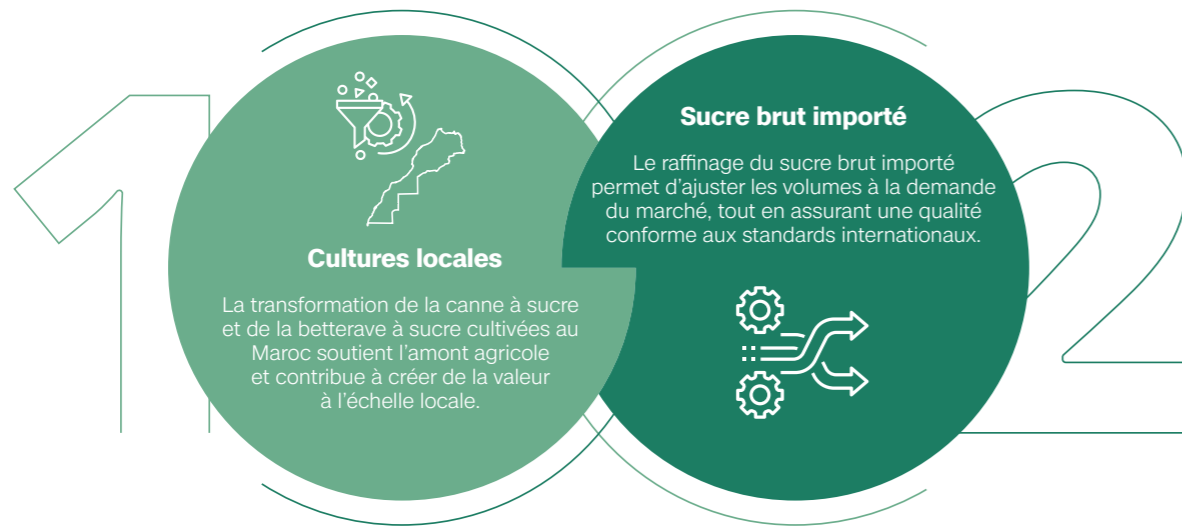 1
Cultures locales
La transformation de la canne à sucre
et de la betterave à sucre cultivées au
Maroc soutient l’amont agricole
et contribue à créer de la valeur
à l’échelle locale.
2
Sucre brut importé
Le raffinage du sucre brut importé
permet d’ajuster les volumes à la demande
du marché, tout en assurant une qualité
conforme aux standards internationaux.